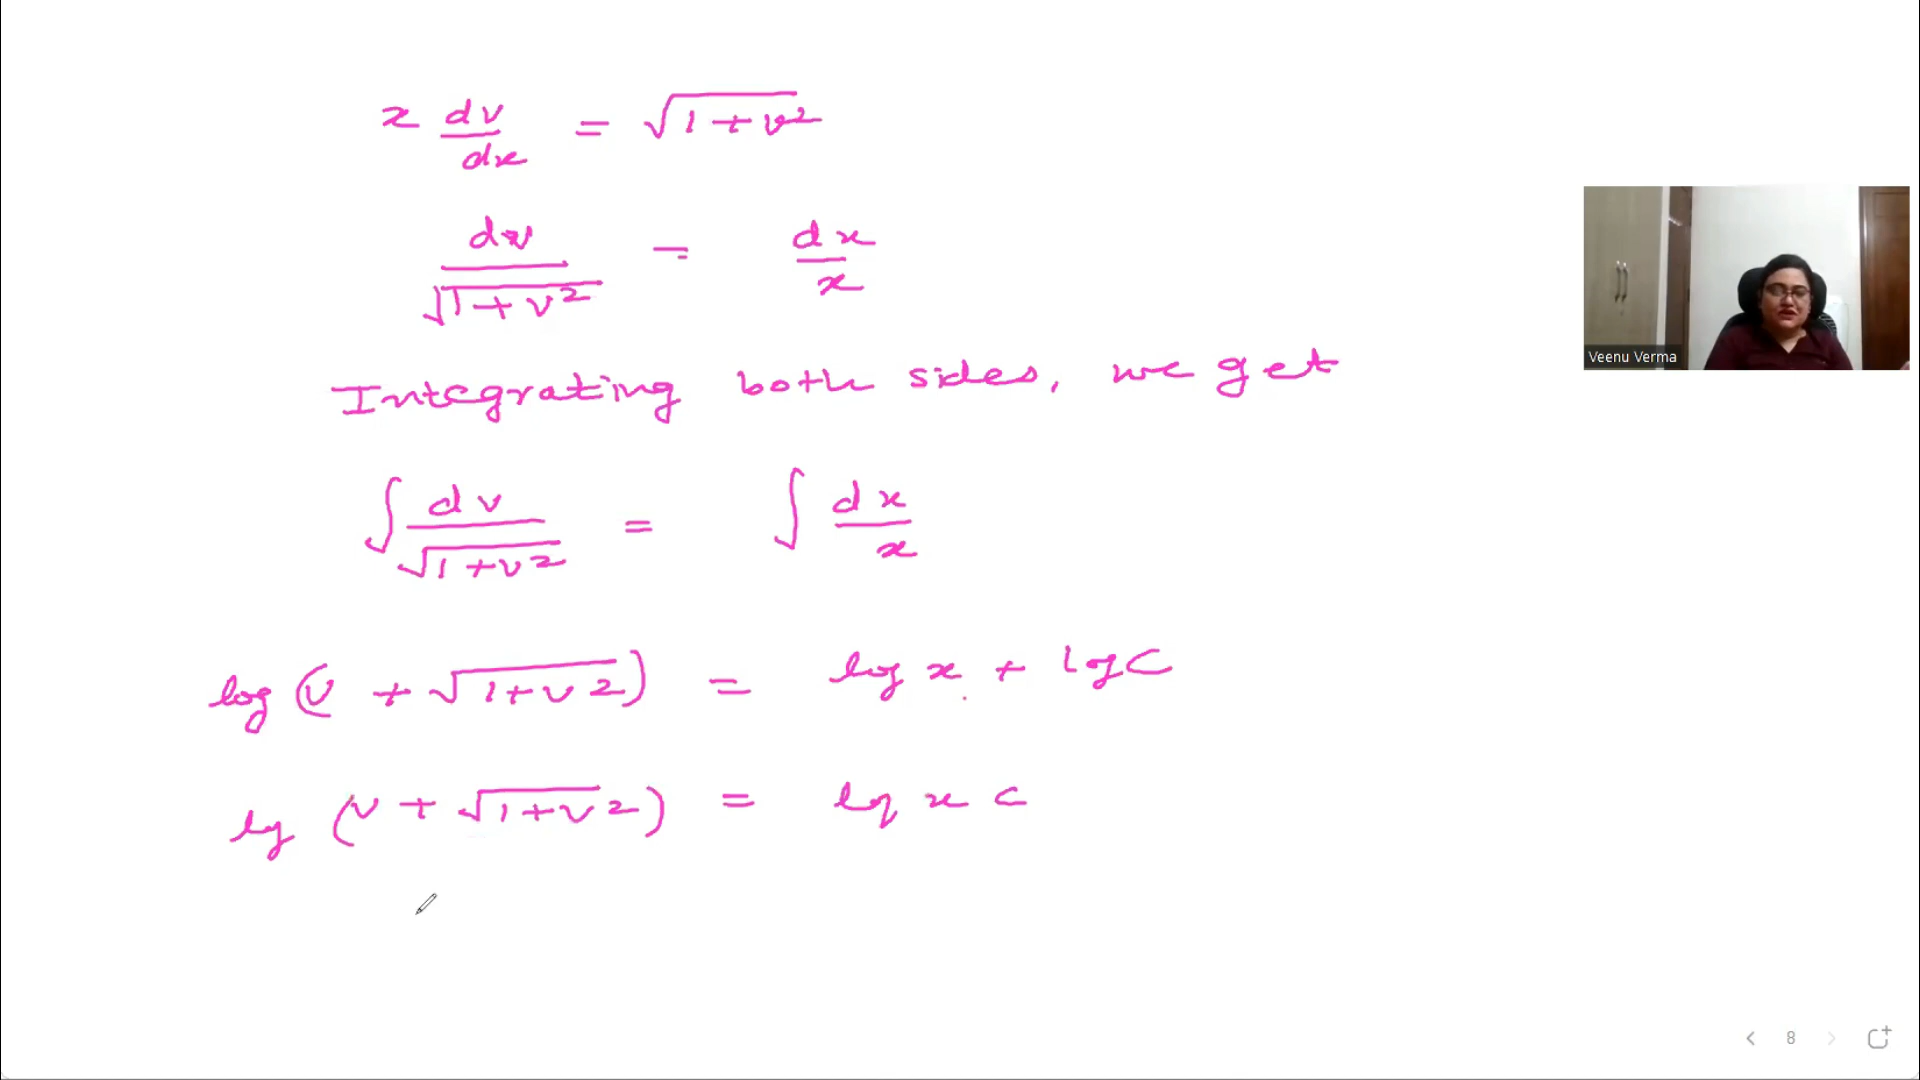 x dv/dx = √1+v²
dv/√1+v² = dx/x
Integrating both sides, we get
∫ dv/√1+v² = ∫ dx/x
log (v + √1+v2) = log x + log C
log (v + √1+v2) = log x c
Veenu Verma
8